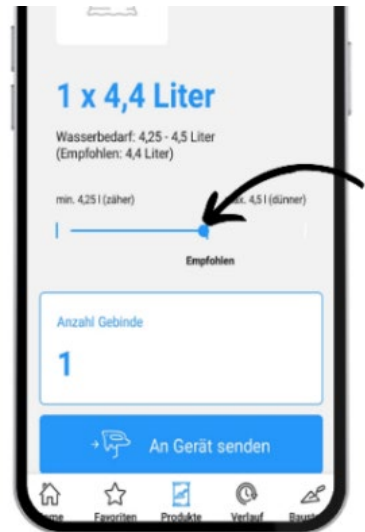 1 x 4,4 Liter
Wasserbedarf: 4,25 - 4,5 Liter
(Empfohlen: 4,4 Liter)
min. 4,25 l (zäher)
4,5 l (dünner)
Empfohlen
Anzahl Gebinde
1
An Gerät senden
Favoriten Produkte Verlauf